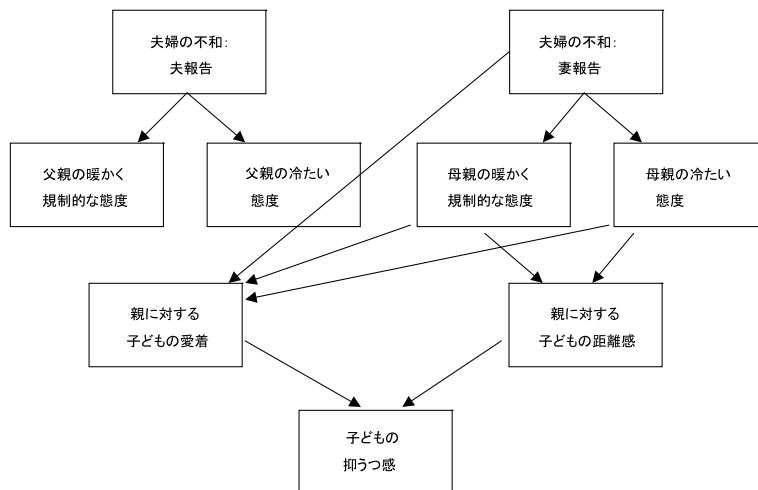 夫婦の不和:
夫報告
夫婦の不和:
妻報告
父親の暖かく
規制的な態度
父親の冷たい
態度
母親の暖かく
規制的な態度
母親の冷たい
態度
親に対する
子どもの愛着
親に対する
子どもの距離感
子どもの
抑うつ感